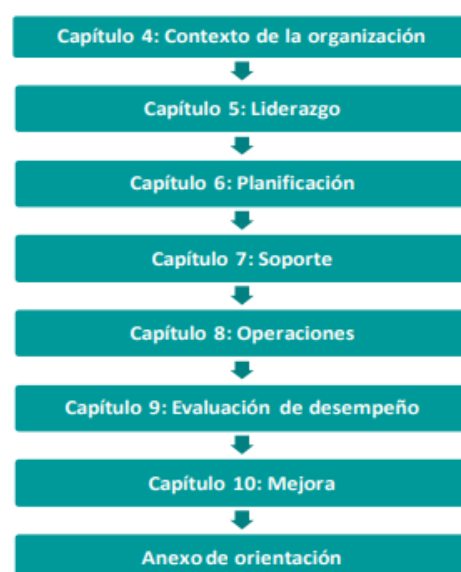 Capítulo 4: Contexto de la organización
Capítulo 5: Liderazgo
Capítulo 6: Planificación
Capítulo 7: Soporte
Capítulo 8: Operaciones
Capítulo 9: Evaluación de desempeño
Capítulo 10: Mejora
Anexo de orientación